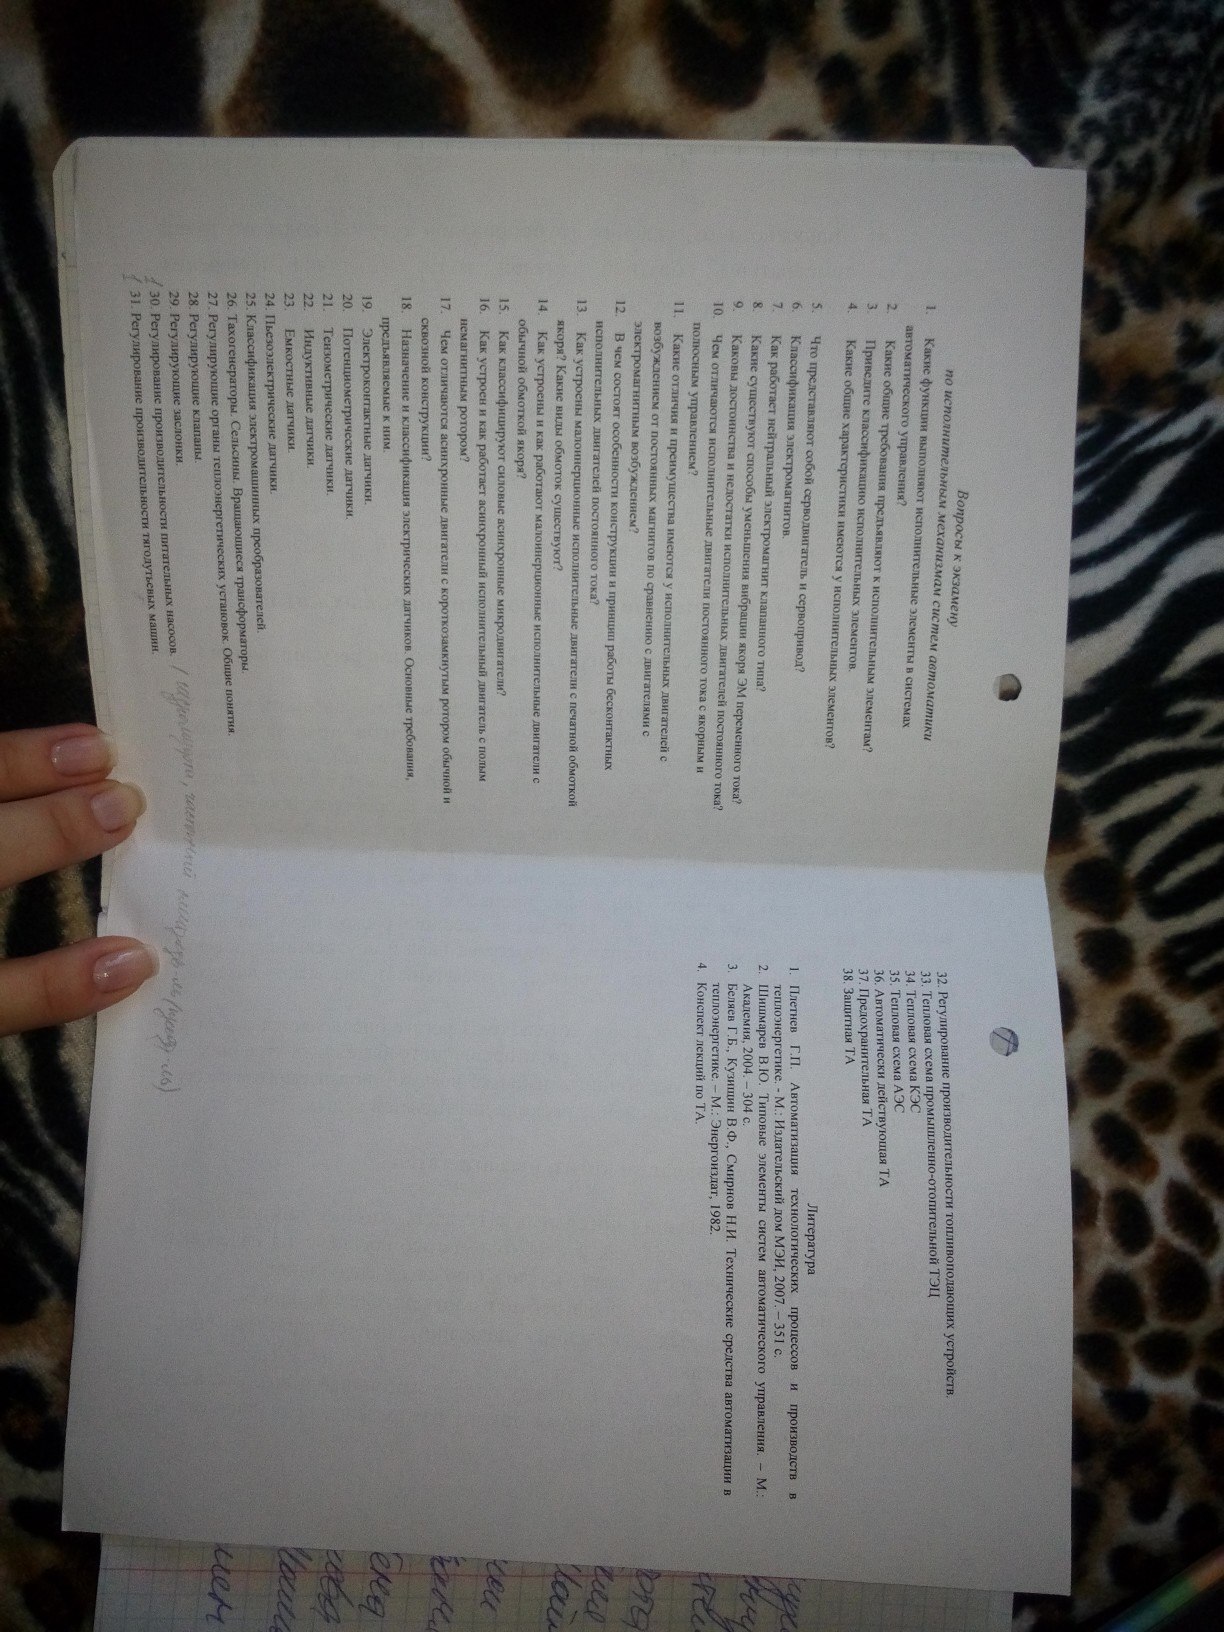 Вопросы к экзамену
по исполнительным механизмам систем автоматики
1. Какие функции выполняют исполнительные элементы в системах
автоматического управления?
2. Какие общие требования предъявляют к исполнительным элементам?
3 Приведите классификацию исполнительных элементов.
4. Какие общие характеристики имеются у исполнительных элементов?
5. Что представляют собой серводвигатель и сервопривод?
6 Классификация электромагнитов.
7. Как работает нейтральный электромагнит клапанного типа?
8 Какие существуют способы уменьшения вибрации якоря ЭМ переменного тока?
9. Каковы достоинства и недостатки исполнительных двигателей постоянного тока?
10. Чем отличаются исполнительные двигатели постоянного тока с якорным и
полюсным управлением?
11. Какие отличия и преимущества имеются у исполнительных двигателей с
возбуждением от постоянных магнитов по сравнению с двигателями с
электромагнитным возбуждением?
12. В чем состоят особенности конструкции и принцип работы бесконтактных
исполнительных двигателей постоянного тока?
13. Как устроены малоинерционные исполнительные двигатели с печатной обмоткой
якоря? Какие виды обмоток существуют?
14. Как устроены и как работают малоинерционные исполнительные двигатели с
обычной обмоткой якоря?
15. Как классифицируют силовые асинхронные микродвигатели?
16. Как устроен и как работает асинхронный исполнительный двигатель с полым
немагнитным ротором?
17. Чем отличаются асинхронные двигатели с короткозамкнутым ротором обычной и
сквозной конструкции?
18. Назначение и классификация электрических датчиков. Основные требования,
предъявляемые к ним.
19. Электроконтактные датчики.
20. Потенциометрические датчики.
21. Тензометрические датчики.
22. Индуктивные датчики.
23. Емкостные датчики.
24. Пьезоэлектрические датчики.
25. Классификация электромашинных преобразователей.
26. Тахогенераторы. Сельсины. Вращающиеся трансформаторы.
27. Регулирующие органы теплоэнергетических установок. Общие понятия.
28. Регулирующие клапаны.
29. Регулирующие заслонки.
30. Регулирование производительности питательных насосов.
31. Регулирование производительности тягодутьевых машин.
32. Регулирование производительности топливоподающих устройств.
33. Тепловая схема промышленно-отопительной ТЭЦ
34. Тепловая схема КЭС
35. Тепловая схема АЭС
36. Автоматически действующая ТА
37. Предохранительная ТА
38. Защитная ТА
Литература
1. Плетнев Г.П. Автоматизация технологических процессов и производств в
теплоэнергетике. - М.: Издательский дом МЭИ, 2007. – 351 с.
2. Шишмарев В.Ю. Типовые элементы систем автоматического управления. – М.:
Академия, 2004. – 304 с.
3. Беляев Г.Б., Кузищин В.Ф., Смирнов Н.И. Технические средства автоматизации в
теплоэнергетике. – М.: Энергоиздат, 1982.
4. Конспект лекций по ТА.